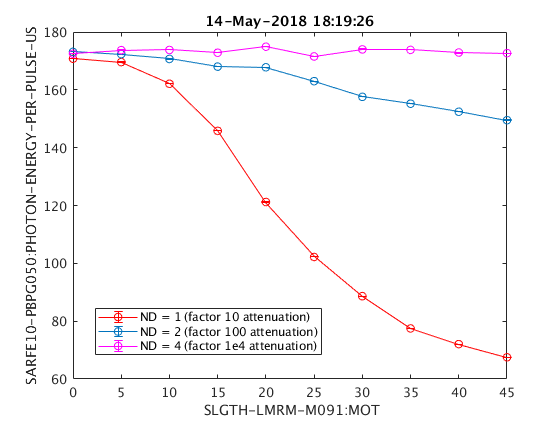 14-May-2018 18:19:26
SARFE10-PBPG050:PHOTON-ENERGY-PER-PULSE-US
180
160
140
120
100
80
60
ND = 1 (factor 10 attenuation)
ND = 2 (factor 100 attenuation)
ND = 4 (factor 1e4 attenuation)
0 5 10 15 20 25 30 35 40 45
SLGTH-LMRM-M091:MOT